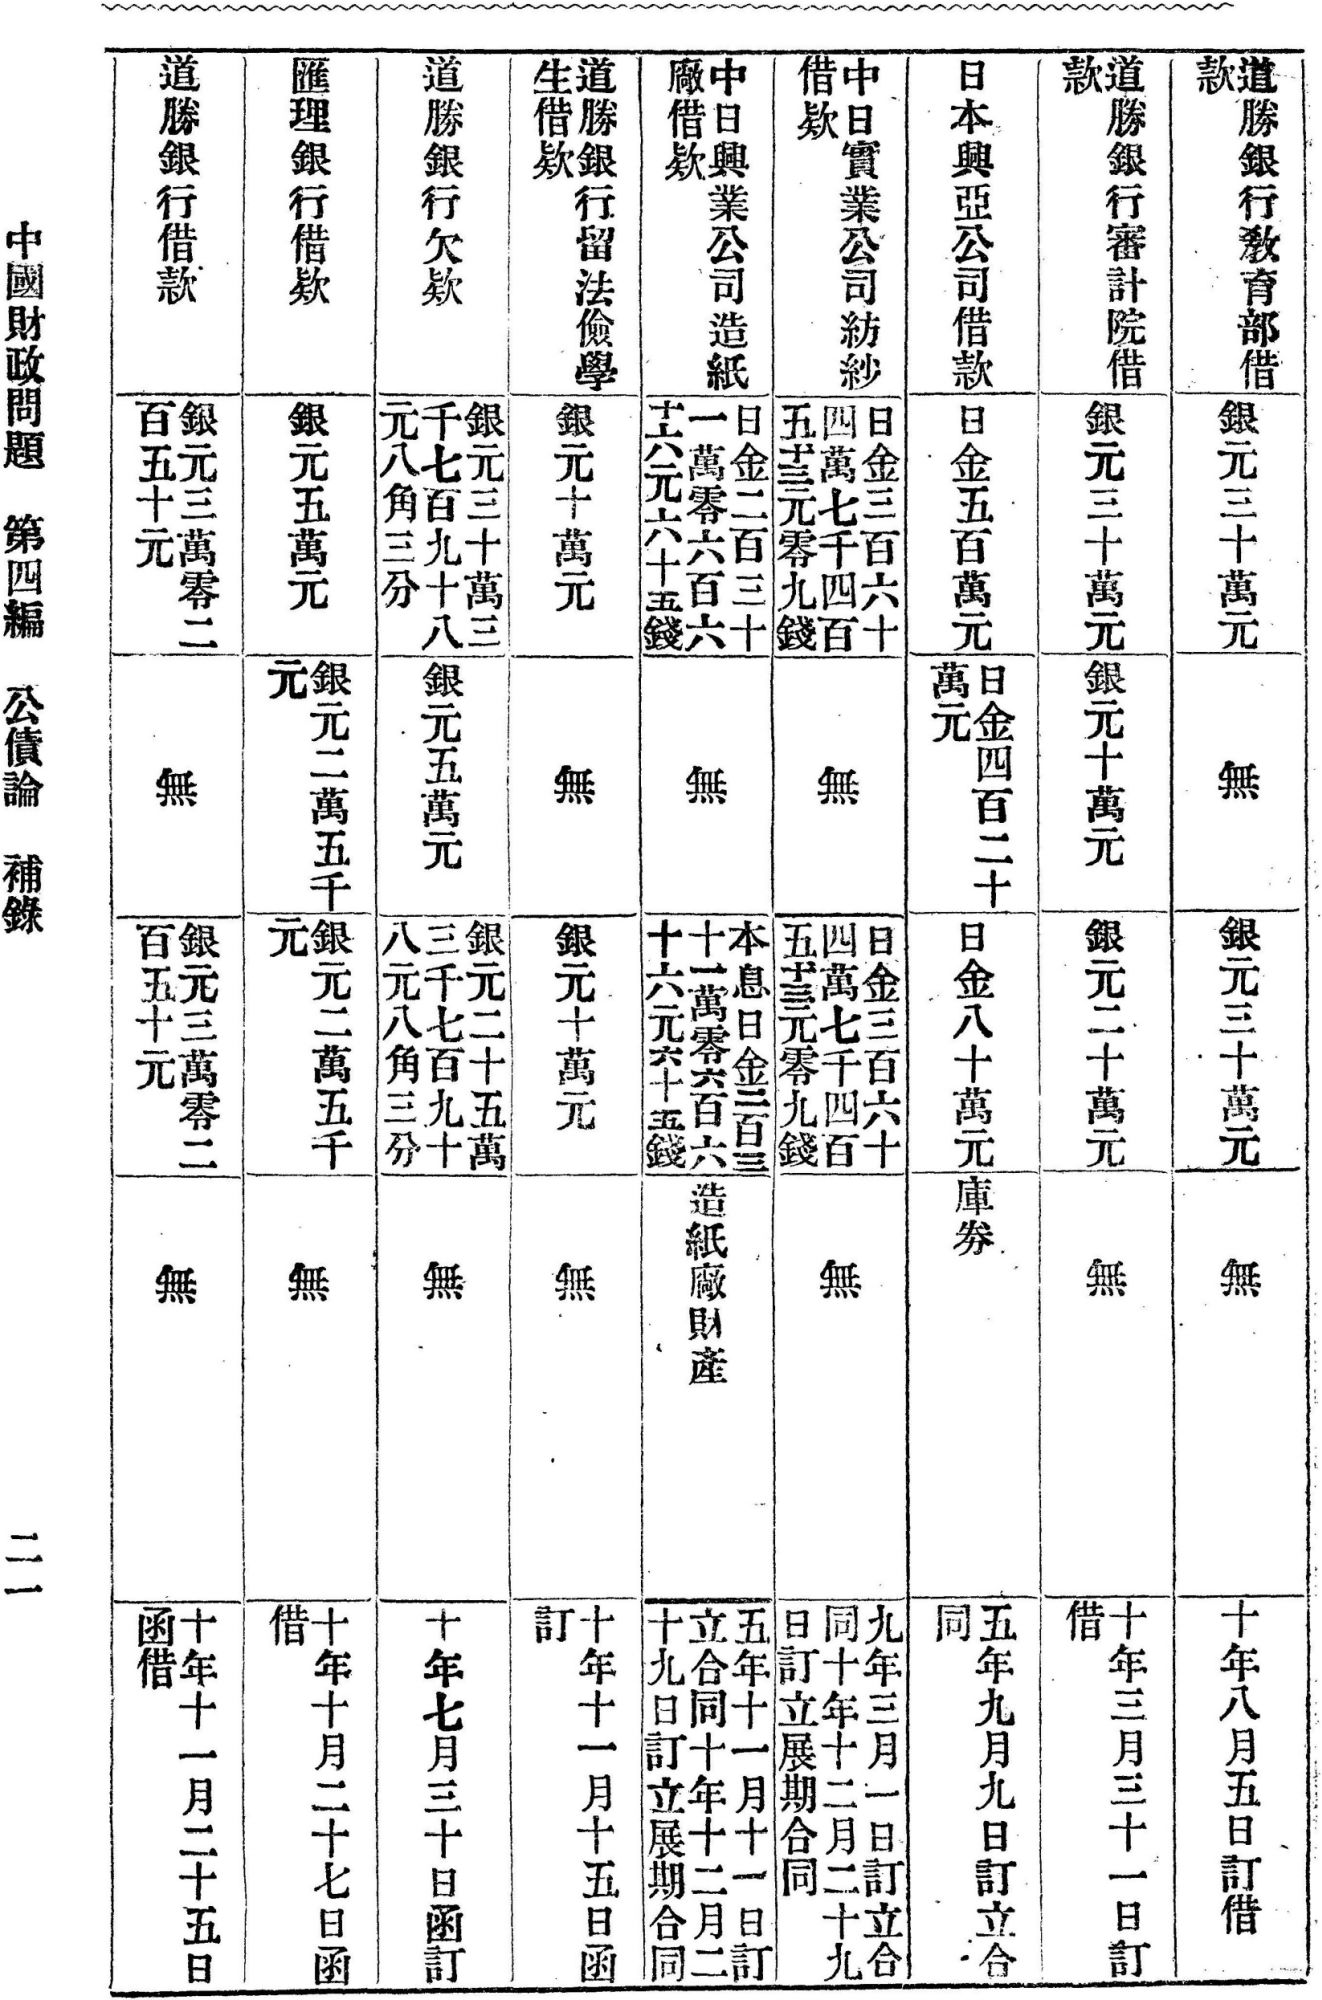 道勝銀行教育部借
款
銀元三十萬元
無
銀元三十萬元
無
十年八月五日訂借
道勝銀行審計院借
款
銀元三十萬元
銀元十萬元
銀元二十萬元
無
十年三月三十一日訂
借
日本興亞公司借款
日金五百萬元
日金四百二十
萬元
日金八十萬元
庫劵
五年九月九日訂立合
同
中日實業公司紡紗
借欵
日金三百六十
四萬七千四百
五十三元零九錢
無
日金三百六十
四萬七千四百
五十三元零九錢
無
九年三月一日訂立合
同十年十二月二十九
日訂立展期合同
中日興業公司造紙
廠借欵
日金二百三十
一萬零六百六
十六元六十五錢
無
本息日金二百三
十一萬零六百六
十六元六十五錢
造紙廠財產
五年十一月十一日訂
立合同十年十二月二
十九日訂立展期合同
道勝銀行留法儉學
生借欵
銀元十萬元
無
銀元十萬元
無
十年十一月十五日函
訂
道勝銀行欠欵
銀元三十萬三
千七百九十八
元八角三分
銀元五萬元
銀元二十五萬
三千七百九十
八元八角三分
無
十年七月三十日函訂
匯理銀行借欵
銀元五萬元
銀元二萬五千
元
銀元二萬五千
元
無
十年十月二十七日函
借
道勝銀行借款
銀元三萬零二
百五十元
無
銀元三萬零二
百五十元
無
十年十一月二十五日
函借
中國財政問題 第四編 公債論 補錄
二一